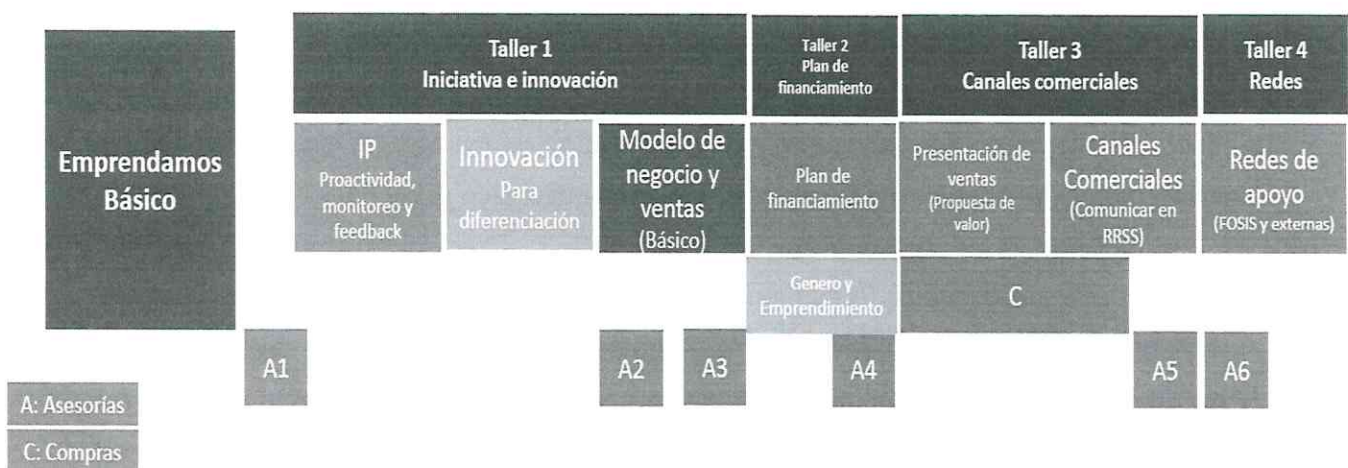 Emprendamos
Básico
Taller 1
Iniciativa e innovación
Taller 2
Plan de
financiamiento
Taller 3
Canales comerciales
Taller 4
Redes
IP
Proactividad,
monitoreo y
feedback
Innovación
Para
diferenciación
Modelo de
negocio y
ventas
(Básico)
Plan de
financiamiento
Presentación de
ventas
(Propuesta de
valor)
Canales
Comerciales
(Comunicar en
RRSS)
Redes de
apoyo
(FOSIS y externas)
Genero y
Emprendimiento
C
A1
A2
A3
A4
A5
A6
A: Asesorías
C: Compras